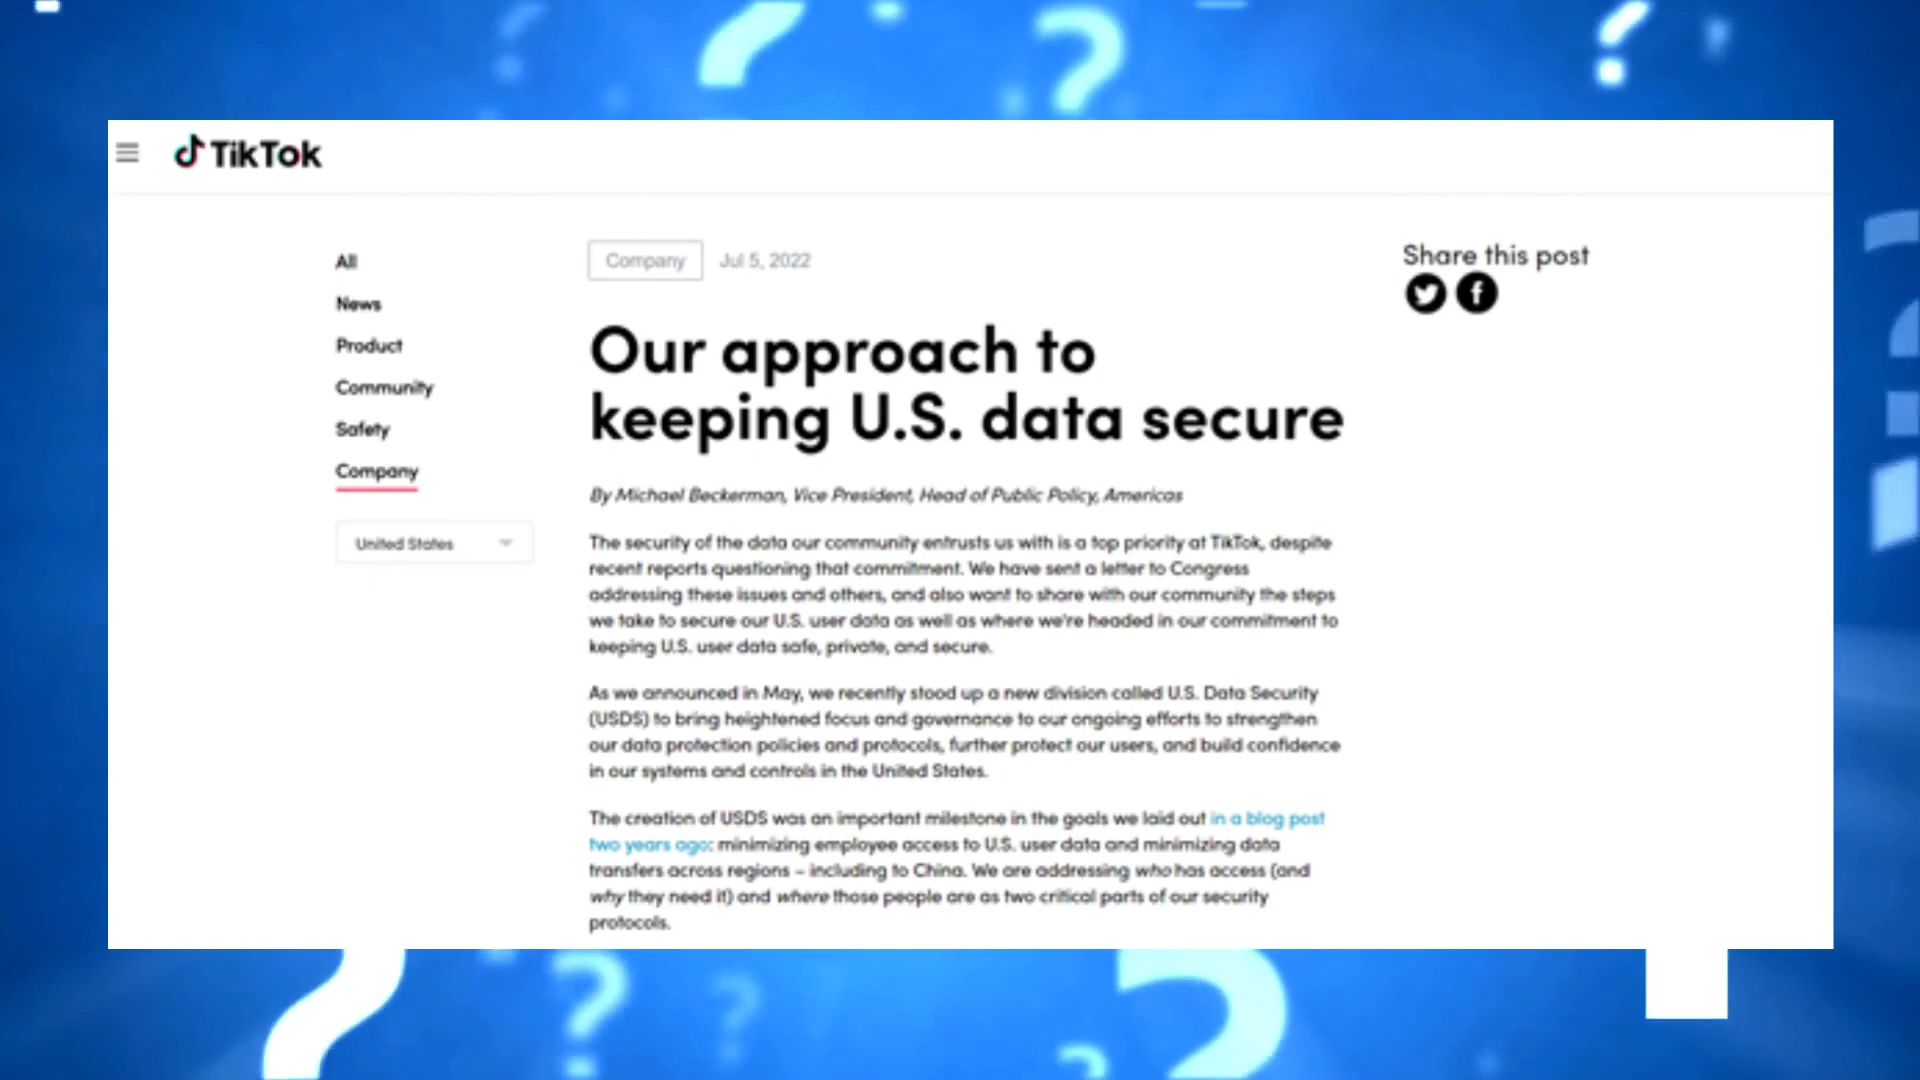 TikTok
All
News
Product
Community
Safety
Company
United States
Company Jul 5, 2022
Our approach to
keeping U.S. data secure
By Michael Beckerman, Vice President, Head of Public Policy, Americas
The security of the data our community entrusts us with is a top priority at TikTok, despite
recent reports questioning that commitment. We have sent a letter to Congress
addressing these issues and others, and also want to share with our community the steps
we take to secure our U.S. user data as well as where we're headed in our commitment to
keeping U.S. user data safe, private, and secure.
As we announced in May, we recently stood up a new division called U.S. Data Security
(USDS) to bring heightened focus and governance to our ongoing efforts to strengthen
our data protection policies and protocols, further protect our users, and build confidence
in our systems and controls in the United States.
The creation of USDS was an important milestone in the goals we laid out in a blog post
two years ago: minimizing employee access to U.S. user data and minimizing data
transfers across regions – including to China. We are addressing who has access (and
why they need it) and where those people are as two critical parts of our security
protocols.
Share this post